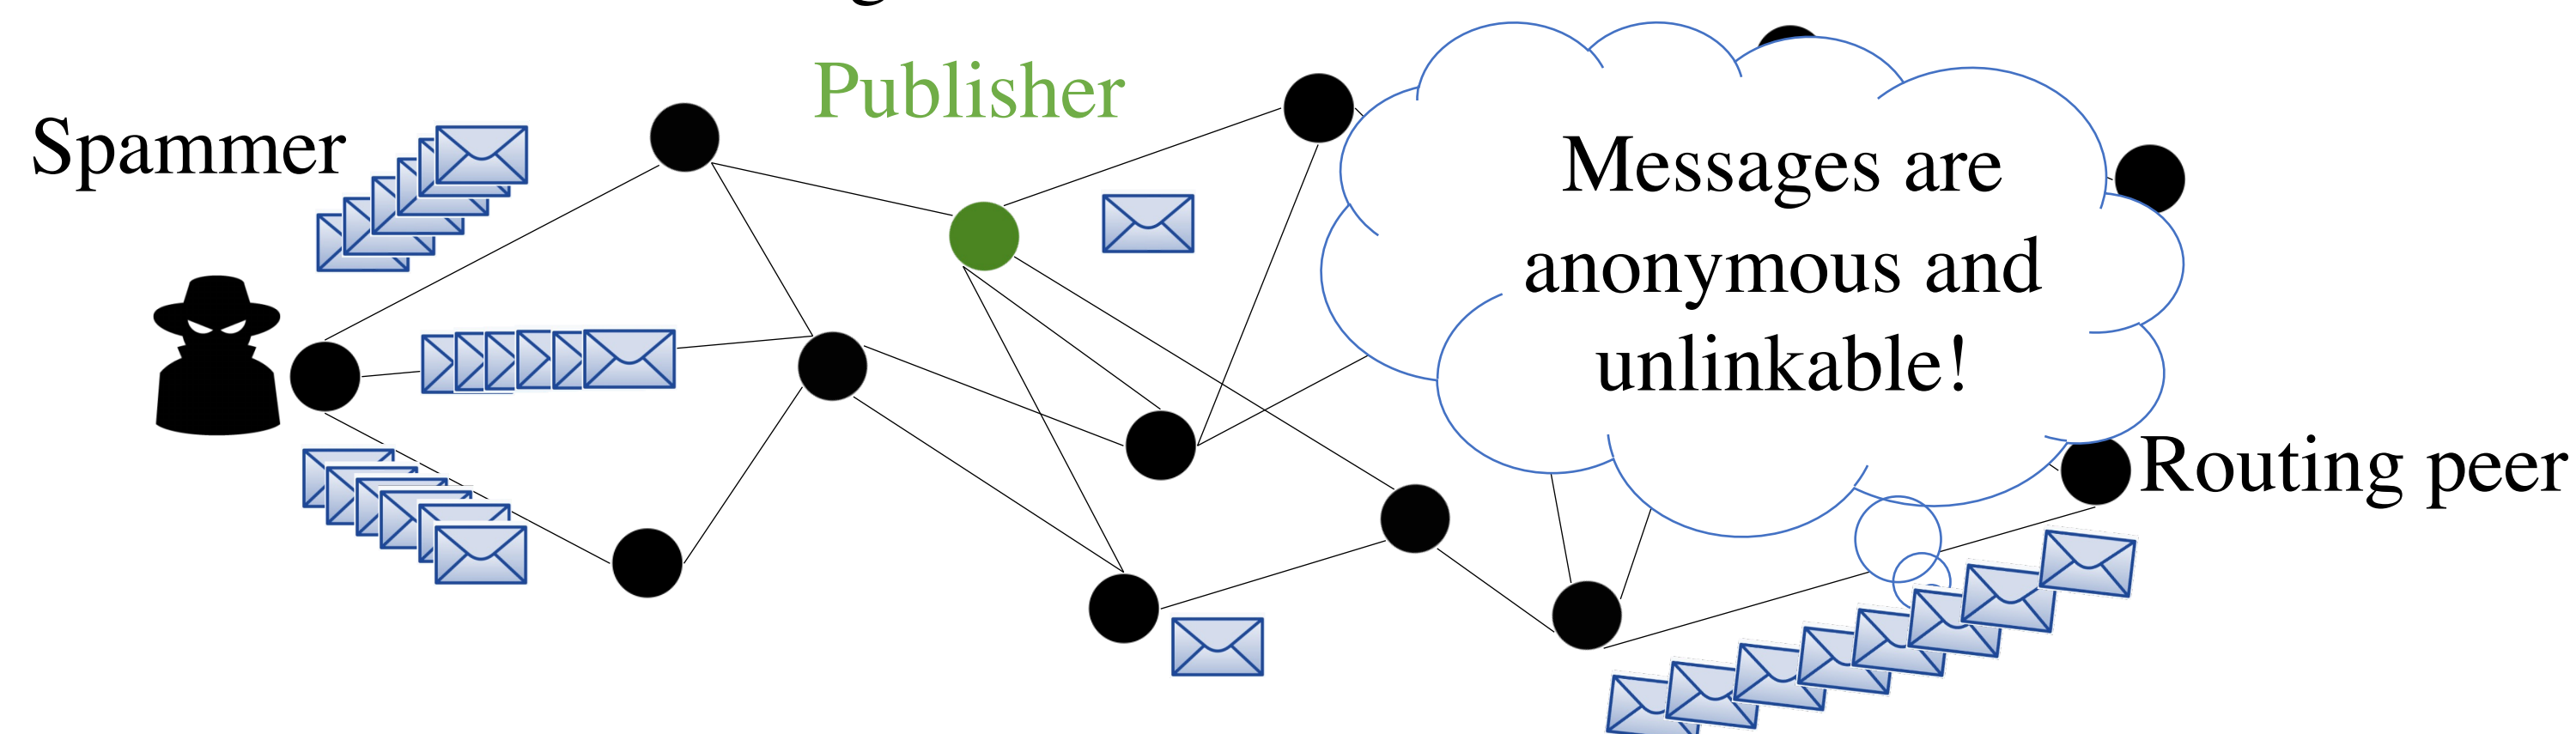 Publisher
Spammer
Messages are
anonymous and
unlinkable!
Routing peer